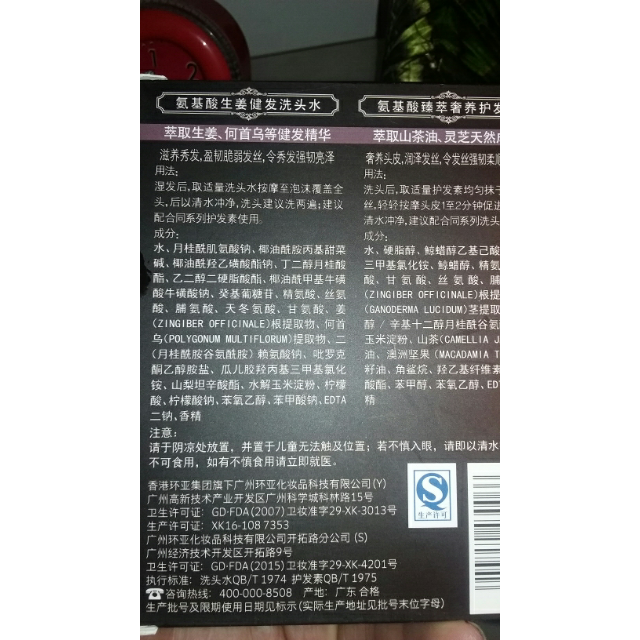 氨基酸生姜健发洗头水
萃取生姜、何首乌等健发精华
滋养秀发,盈韧脆弱发丝,令秀发强韧亮泽
用法:
湿发后,取适量洗头水按摩至泡沫覆盖全
头,后以清水冲净,洗头建议洗两遍;建议
配合同系列护发素使用。
成分:
水、月桂酰肌氨酸钠、椰油酰胺丙基甜菜
碱、椰油酰羟乙磺酸酯钠、丁二醇月桂酸
酯、乙二醇二硬脂酸酯、椰油酰甲基牛磺
酸牛磺酸钠、癸基葡糖苷、精氨酸、丝氨
酸、脯氨酸、天冬氨酸、甘氨酸、姜
(ZINGIBER OFFICINALE)根提取物、何首
乌(POLYGONUM MULTIFLORUM)提取物、二
(月桂酰胺谷氨酰胺)赖氨酸钠、吡罗克
酮乙醇胺盐、瓜儿胶羟丙基三甲基氯化
铵、山梨坦辛酸酯、水解玉米淀粉、柠檬
酸、柠檬酸钠、苯氧乙醇、苯甲酸钠、EDTA
二钠、香精
氨基酸臻萃奢养护发
萃取山茶油、灵芝天然
奢养头皮,润泽发丝,令发丝强韧柔顺
用法:
洗头后,取适量护发素均匀抹于
丝,轻轻按摩头皮1至2分钟促进
清水冲净,建议配合同系列洗头
成分:
水、硬脂醇、鲸蜡醇乙基己酸
三甲基氯化铵、鲸蜡醇、精氨
酸、甘氨酸、丝氨酸、脯
(ZINGIBER OFFICINALE)根提
(GANODERMA LUCIDUM)茎提取
醇/辛基十二醇月桂酰谷氨
玉米淀粉、山茶(CAMELLIA J
油、澳洲坚果(MACADAMIA T
籽油、角鲨烷、羟乙基纤维素
酸酯、苯甲醇、苯氧乙醇、ED
精
注意:
请于阴凉处放置,并置于儿童无法触及位置;若不慎入眼,请即以清水
不可食用,如有不慎食用请立即就医。
香港环亚集团旗下广州环亚化妆品科技有限公司(Y)
广州高新技术产业开发区广州科学城科林路15号
卫生许可证: GD·FDA(2007)卫妆准字29-XK-3013号
生产许可证: XK16-108 7353
广州环亚化妆品科技有限公司开拓路分公司 (S)
广州经济技术开发区开拓路9号
卫生许可证: GD·FDA(2015)卫妆准字29-XK-4201号
执行标准: 洗头水QB/T 1974 护发素QB/T 1975
咨询热线: 400-000-8508 产地: 广东 合格
生产批号及限期使用日期见标示(实际生产地址见批号末位字母)
生产许可
1
2